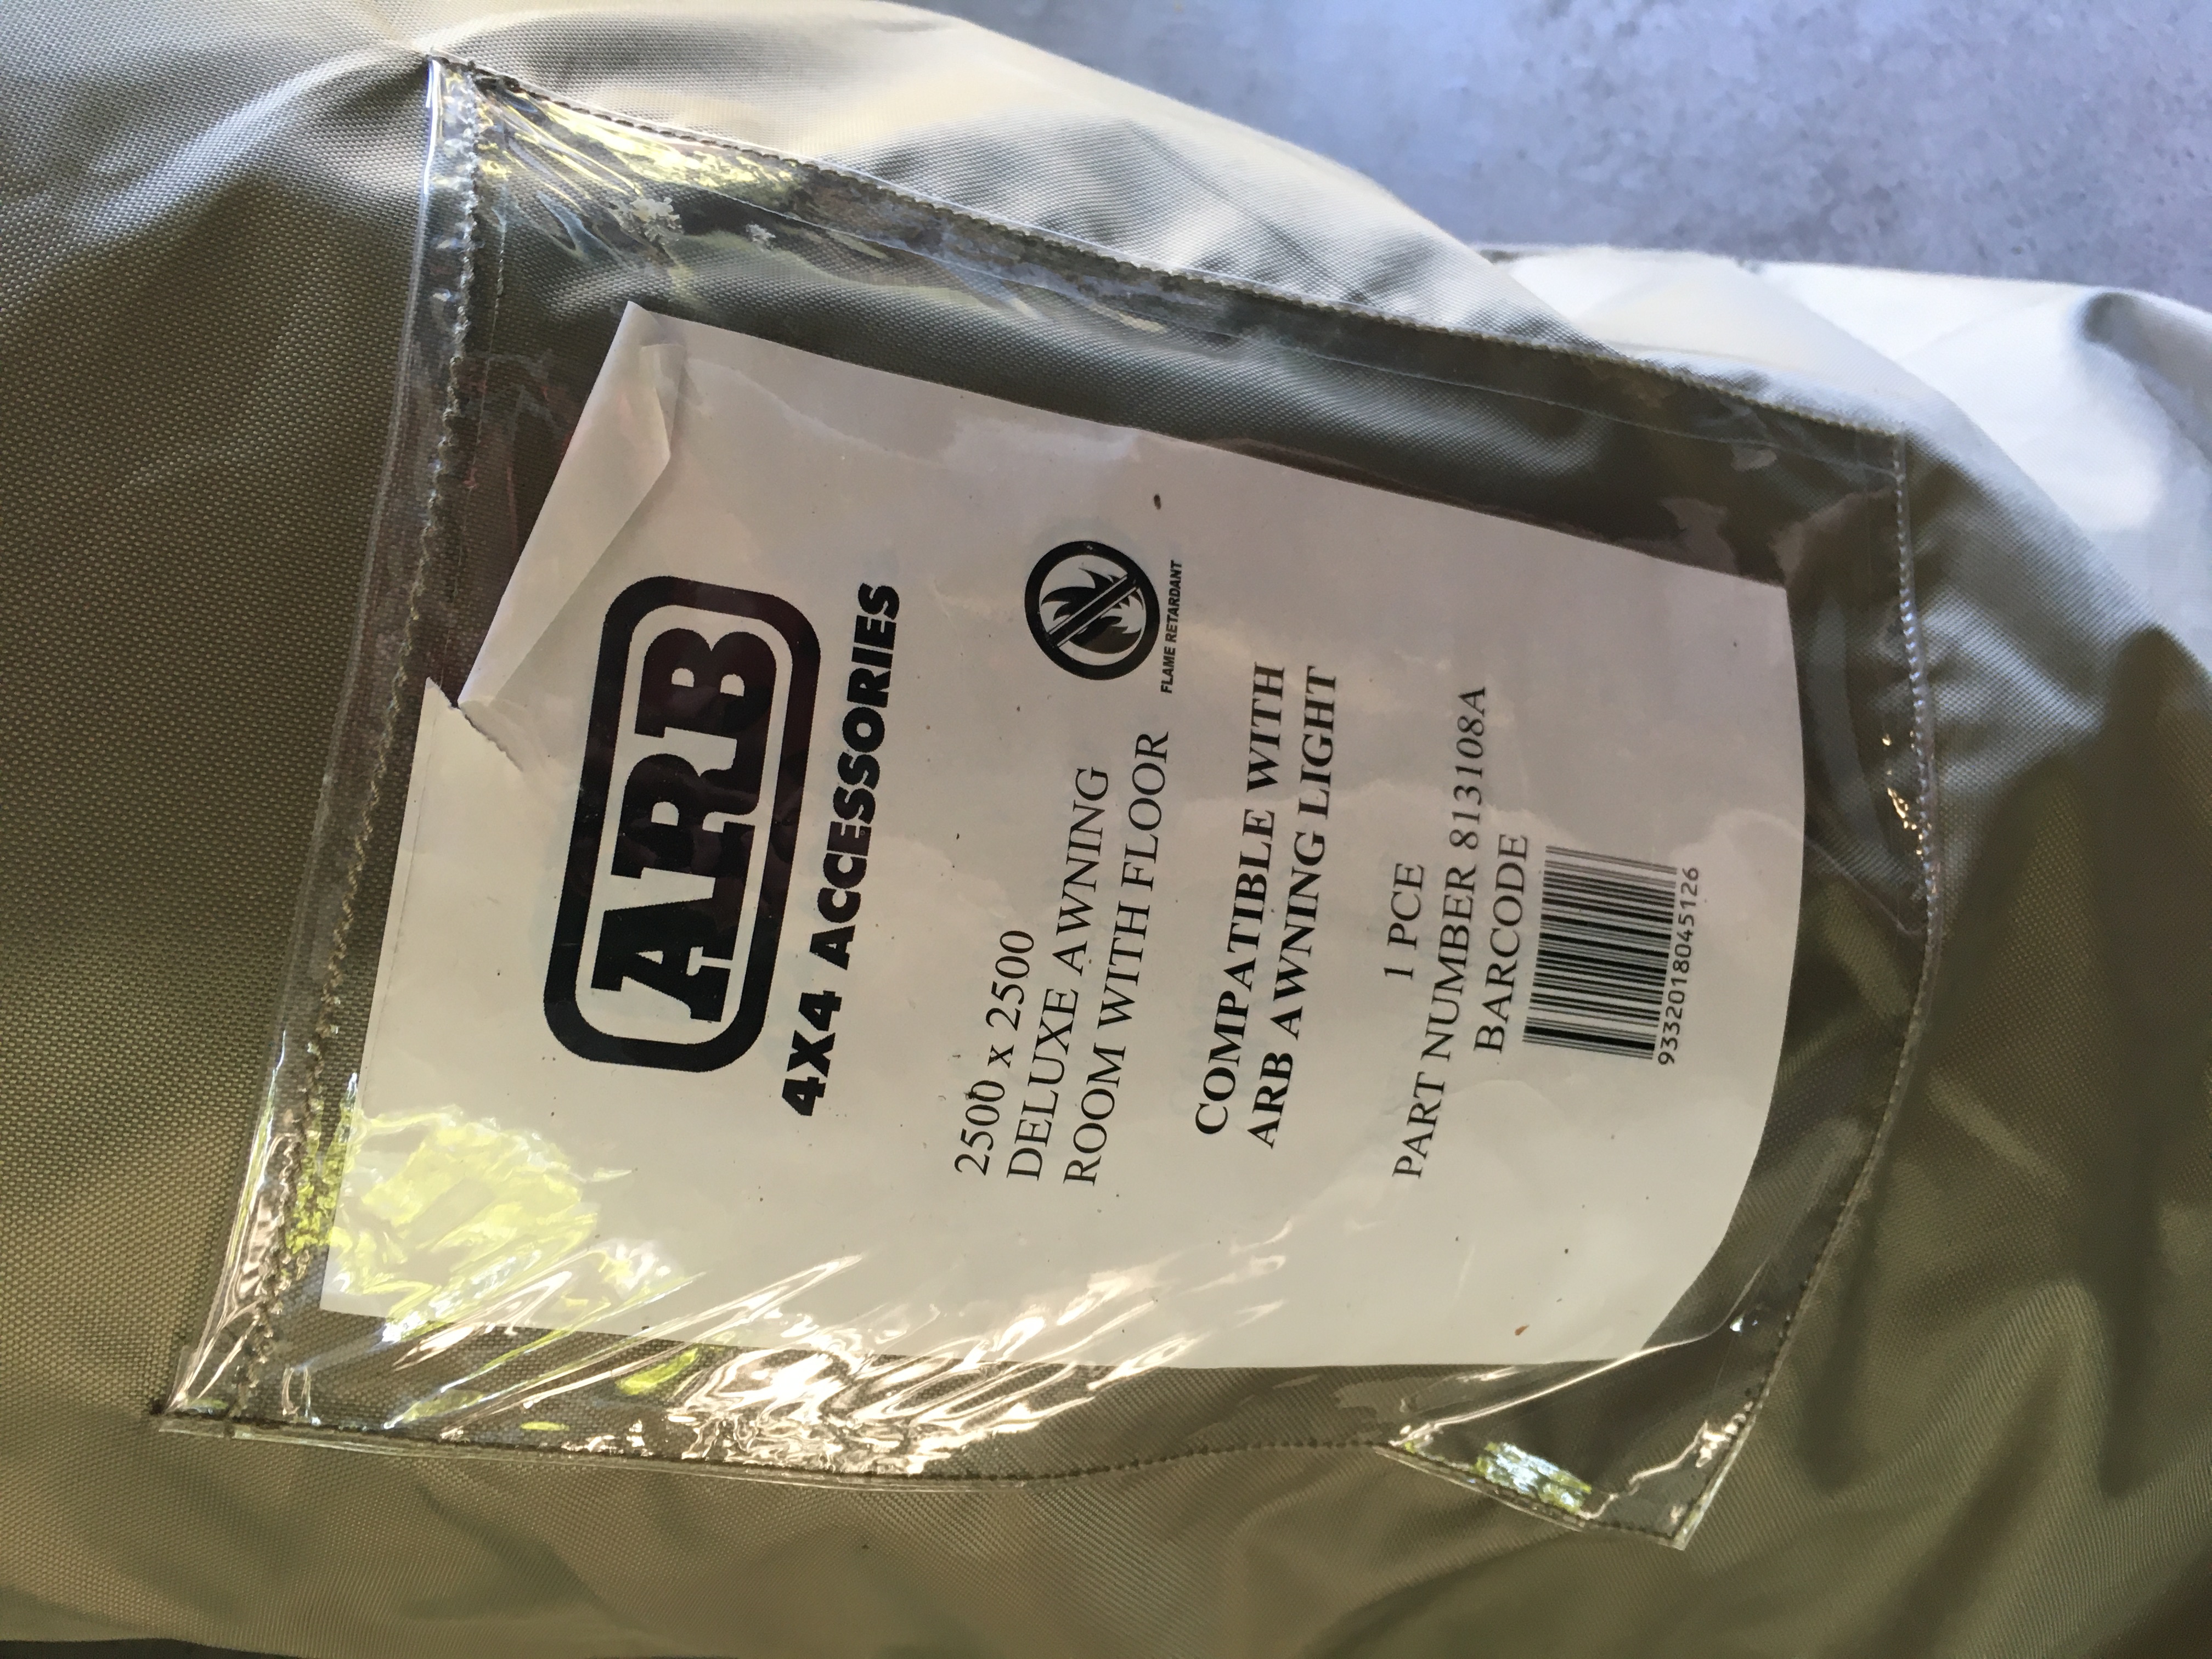 ARB
4X4 ACCESSORIES
2500 x 2500
DELUXE AWNING
ROOM WITH FLOOR
FLAME RETARDANT
COMPATIBLE WITH
ARB AWNING LIGHT
1 PCE
PART NUMBER 813108A
BARCODE
9332018045126